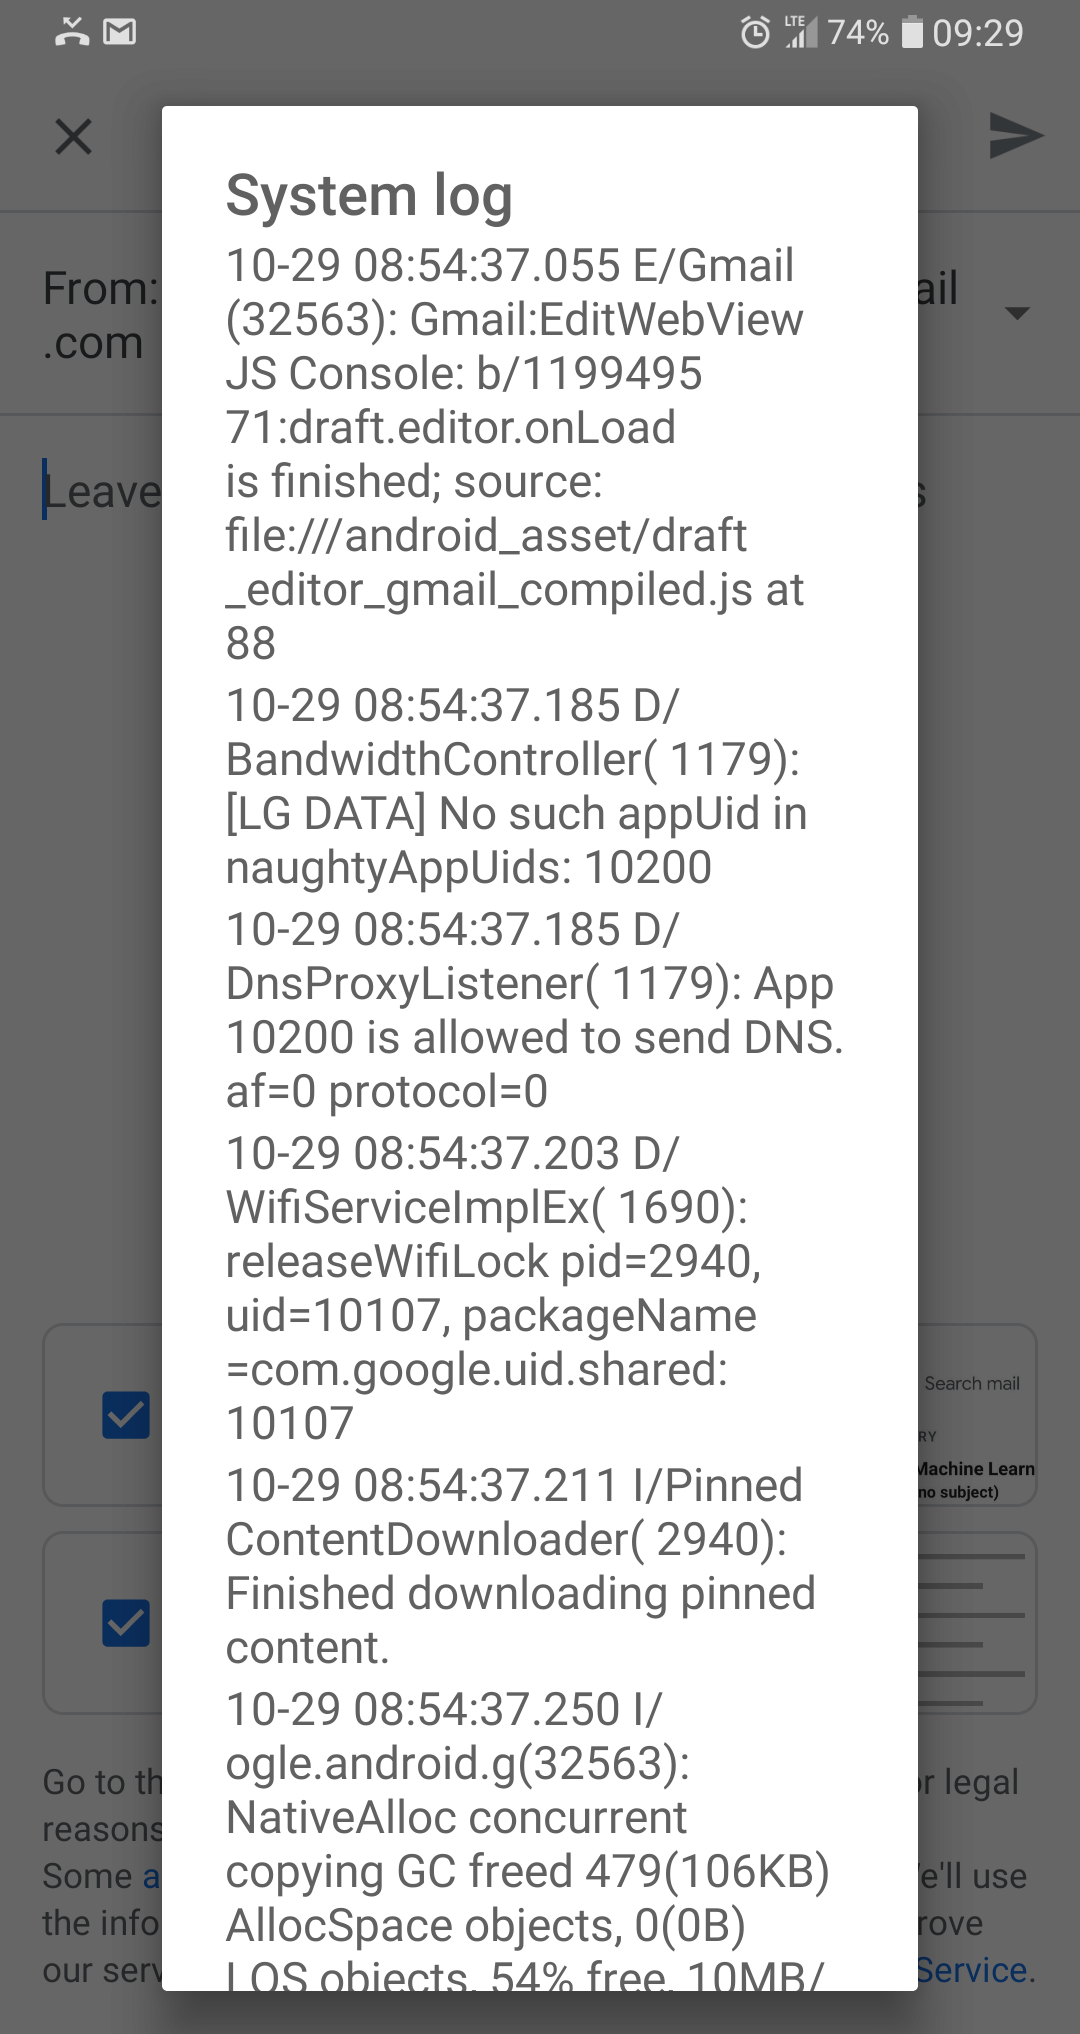 LTE 74% 09:29
System log
10-29 08:54:37.055 E/Gmail
(32563): Gmail:EditWebView
JS Console: b/1199495
71:draft.editor.onLoad
is finished; source:
file:///android_asset/draft
_editor_gmail_compiled.js at
88
10-29 08:54:37.185 D/
BandwidthController( 1179):
[LG DATA] No such appUid in
naughtyAppUids: 10200
10-29 08:54:37.185 D/
DnsProxyListener( 1179): App
10200 is allowed to send DNS.
af=0 protocol=0
10-29 08:54:37.203 D/
WifiServiceImplEx( 1690):
releaseWifiLock pid=2940,
uid=10107, packageName
=com.google.uid.shared:
10107
10-29 08:54:37.211 I/Pinned
ContentDownloader( 2940):
Finished downloading pinned
content.
10-29 08:54:37.250 I/
ogle.android.g(32563):
NativeAlloc concurrent
copying GC freed 479(106KB)
AllocSpace objects, 0(0B)
LOS objects, 54% free, 10MB/
From: ail
.com
Leave s
Search mail
RY
Machine Learn
no subject)
Go to th or legal
reasons
Some a e'll use
the info rove
our serv Service.